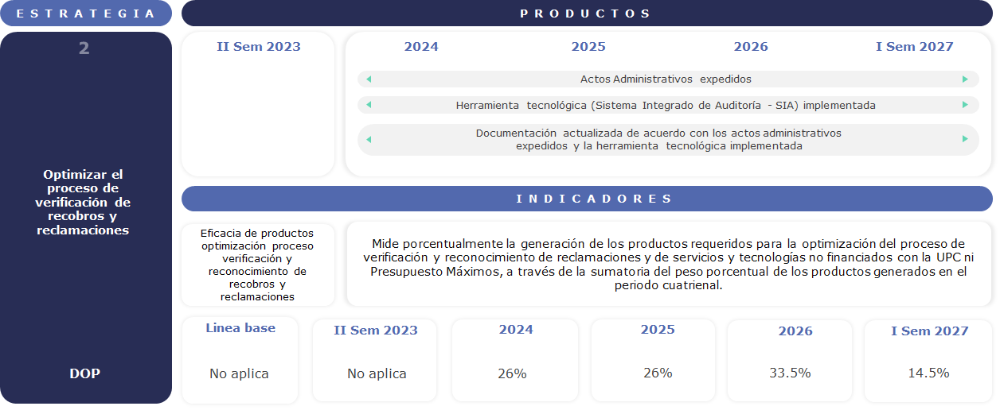 ESTRATEGIA
PRODUCTOS
2
II Sem 2023
2024
2025
2026
I Sem 2027
Actos Administrativos expedidos
Herramienta tecnológica (Sistema Integrado de Auditoría - SIA) implementada
Documentación actualizada de acuerdo con los actos administrativos
expedidos y la herramienta tecnológica implementada
Optimizar el
proceso de
verificación de
recobros y
reclamaciones
DOP
INDICADORES
Eficacia de productos
optimización proceso
verificación y
reconocimiento de
recobros y
reclamaciones
Mide porcentualmente la generación de los productos requeridos para la optimización del proceso de
verificación y reconocimiento de reclamaciones y de servicios y tecnologías no financiados con la UPC ni
Presupuesto Máximos, a través de la sumatoria del peso porcentual de los productos generados en el
periodo cuatrienal.
Linea base
II Sem 2023
2024
2025
2026
I Sem 2027
No aplica
No aplica
26%
26%
33.5%
14.5%